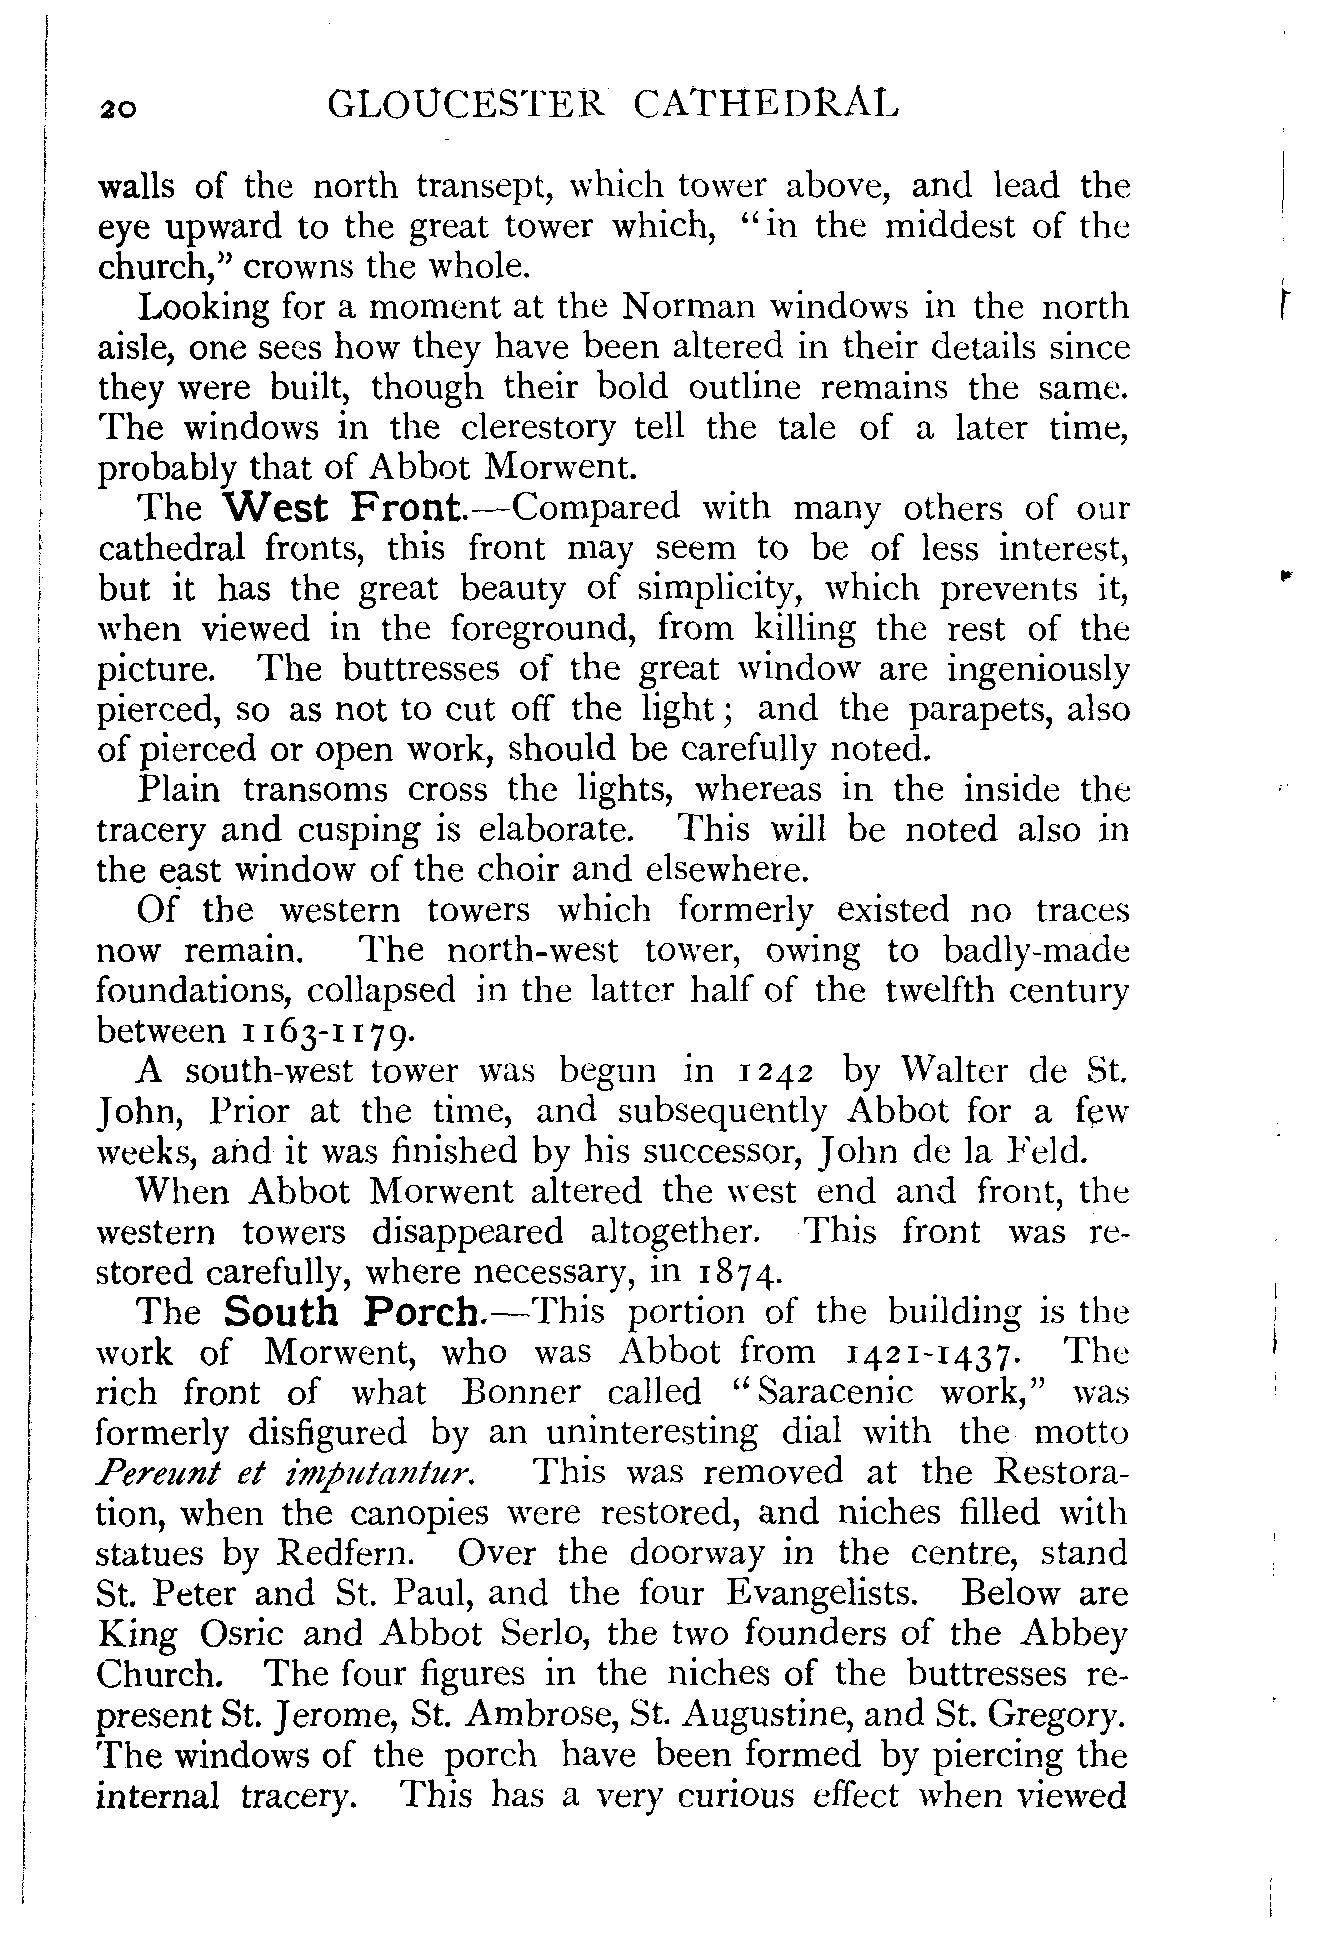 20 GLOUCESTER CATHEDRAL
walls of the north transept, which tower above, and lead the
eye upward to the great tower which, "in the middest of the
church," crowns the whole.
Looking for a moment at the Norman windows in the north
aisle, one sees how they have been altered in their details since
they were built, though their bold outline remains the same.
The windows in the clerestory tell the tale of a later time,
probably that of Abbot Morwent.
The West Front.—Compared with many others of our
cathedral fronts, this front may seem to be of less interest,
but it has the great beauty of simplicity, which prevents it,
when viewed in the foreground, from killing the rest of the
picture. The buttresses of the great window are ingeniously
pierced, so as not to cut off the light; and the parapets, also
of pierced or open work, should be carefully noted.
Plain transoms cross the lights, whereas in the inside the
tracery and cusping is elaborate. This will be noted also in
the east window of the choir and elsewhere.
Of the western towers which formerly existed no traces
now remain. The north-west tower, owing to badly-made
foundations, collapsed in the latter half of the twelfth century
between 1163-1179.
A south-west tower was begun in 1242 by Walter de St.
John, Prior at the time, and subsequently Abbot for a few
weeks, and it was finished by his successor, John de la Feld.
When Abbot Morwent altered the west end and front, the
western towers disappeared altogether. This front was re-
stored carefully, where necessary, in 1874.
The South Porch.—This portion of the building is the
work of Morwent, who was Abbot from 1421-1437. The
rich front of what Bonner called "Saracenic work," was
formerly disfigured by an uninteresting dial with the motto
Pereunt et imputantur. This was removed at the Restora-
tion, when the canopies were restored, and niches filled with
statues by Redfern. Over the doorway in the centre, stand
St. Peter and St. Paul, and the four Evangelists. Below are
King Osric and Abbot Serlo, the two founders of the Abbey
Church. The four figures in the niches of the buttresses re-
present St. Jerome, St. Ambrose, St. Augustine, and St. Gregory.
The windows of the porch have been formed by piercing the
internal tracery. This has a very curious effect when viewed